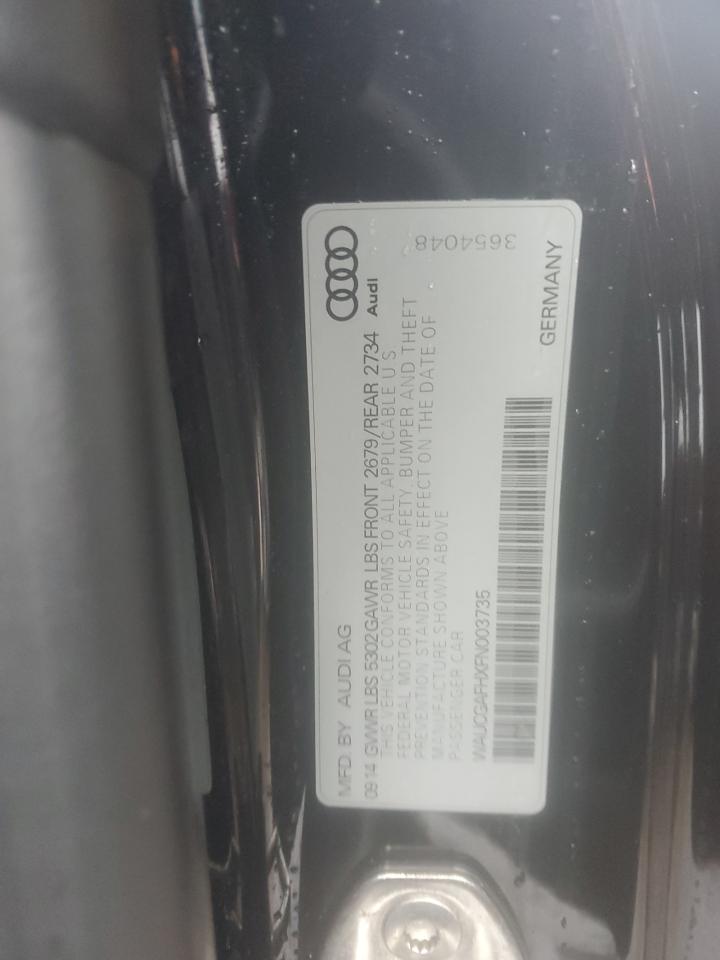 MFD. BY AUDI AG
Audi
09 14 GVWR LBS 5302 GAWR LBS FRONT 2679/REAR 2734
THIS VEHICLE CONFORMS TO ALL APPLICABLE U S
FEDERAL MOTOR VEHICLE SAFETY. BUMPER AND THEFT
PREVENTION STANDARDS IN EFFECT ON THE DATE OF
MANUFACTURE SHOWN ABOVE
PASSENGER CAR
WAUCGAFHXFN003735
GERMANY
3654048